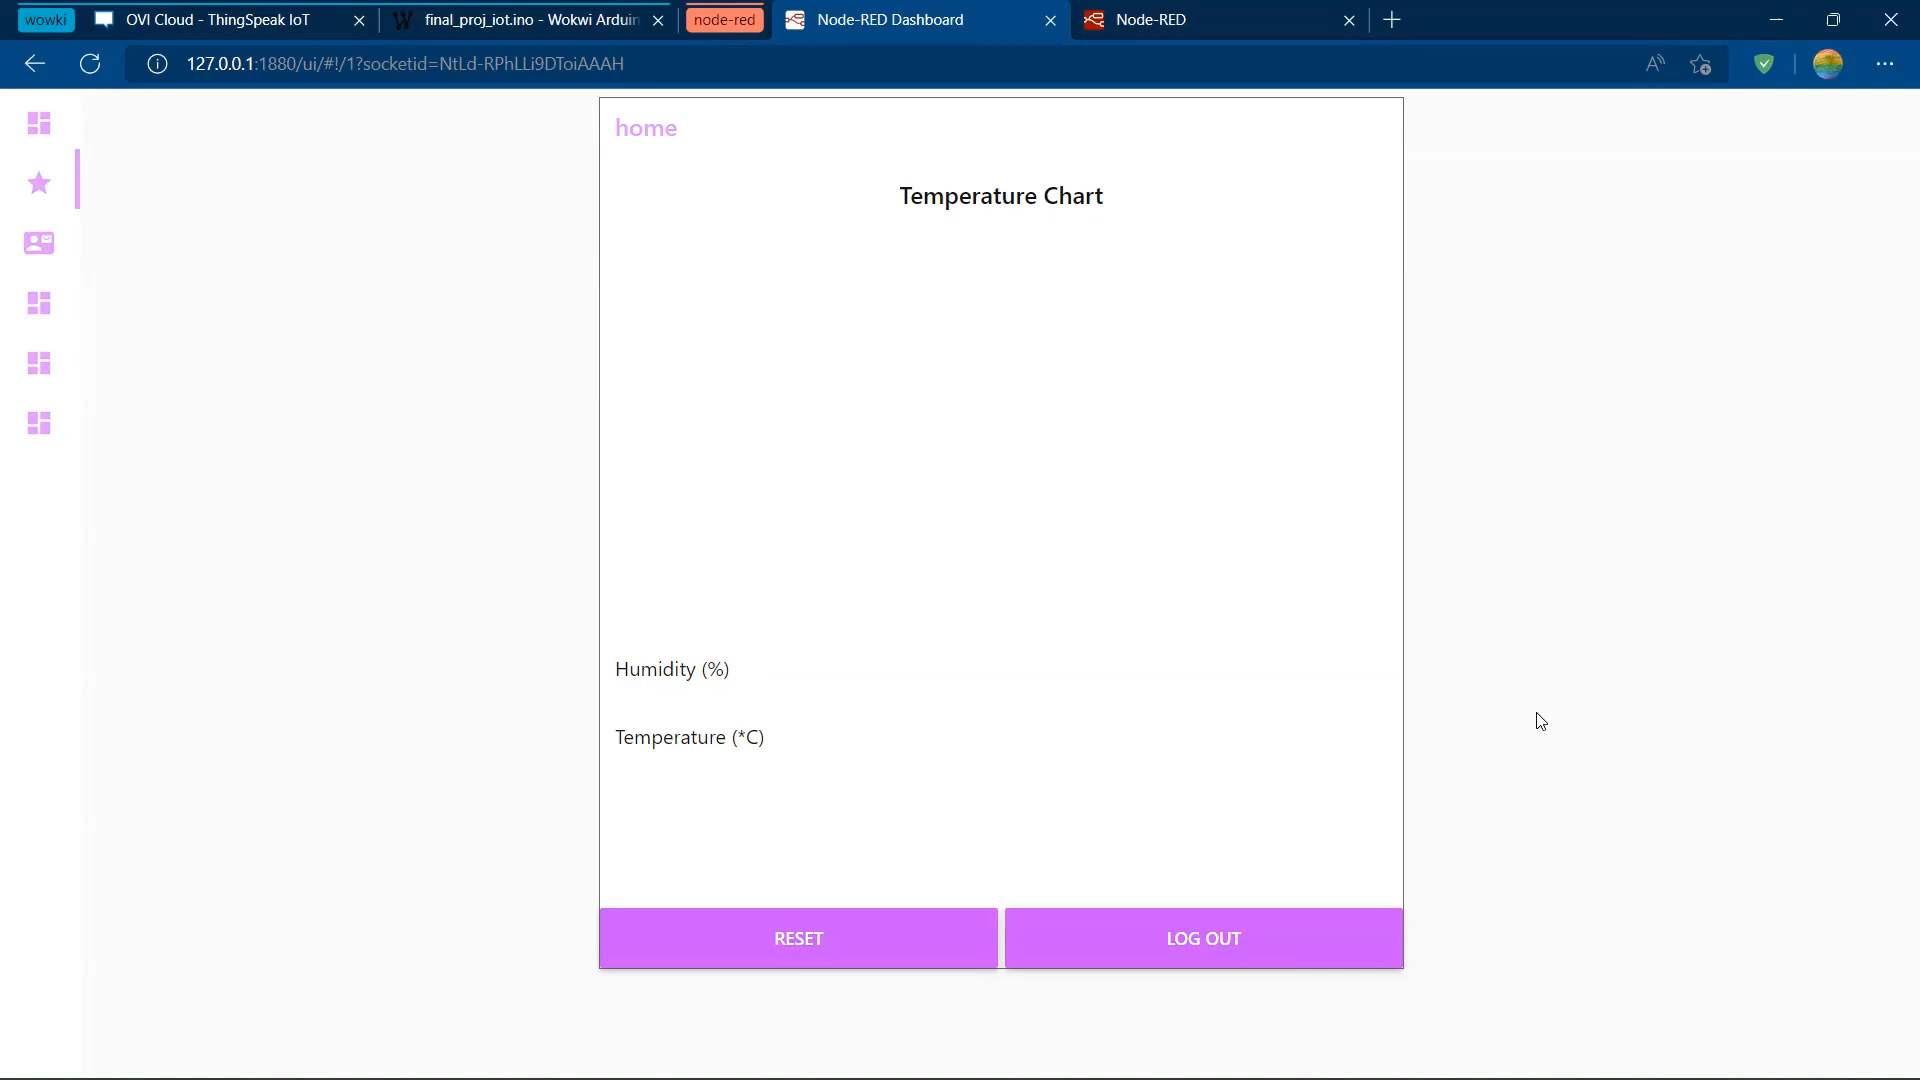 wowki
OVI Cloud - ThingSpeak IoT
final_proj_iot.ino - Wokwi Arduin
node-red
Node-RED Dashboard
Node-RED
127.0.0.1:1880/ui/#!/1?socketid=NtLd-RPhLLi9DToiAAAH
home
Temperature Chart
Humidity (%)
Temperature (*C)
RESET
LOG OUT